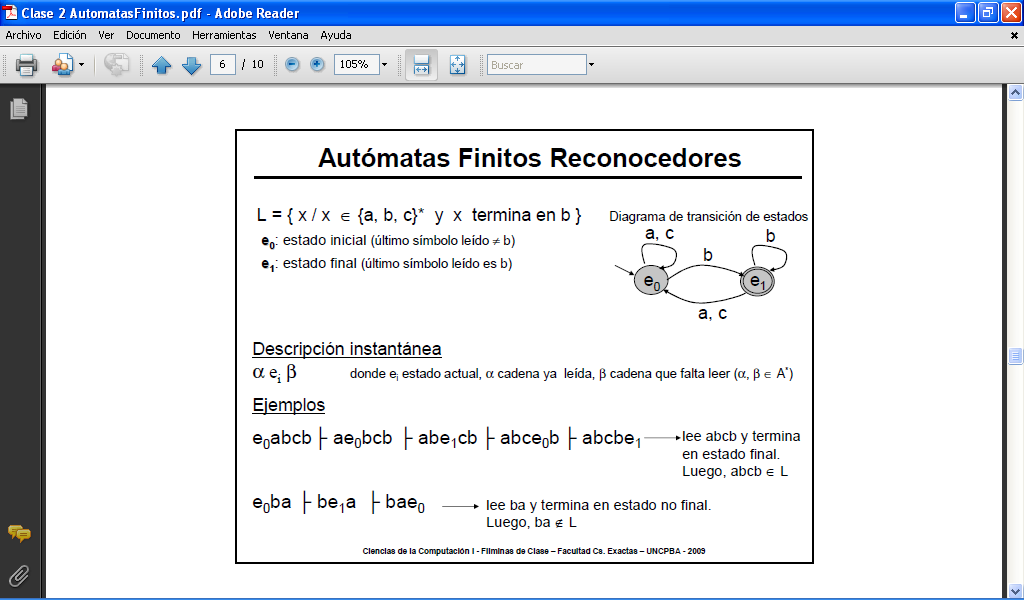 Clase 2 AutomatasFinitos.pdf - Adobe Reader
Archivo Edición Ver Documento Herramientas Ventana Ayuda
6 / 10 105% Buscar
Autómatas Finitos Reconocedores
L = { x / x ∈ {a, b, c}* y x termina en b }
Diagrama de transición de estados
e₀: estado inicial (último símbolo leído ≠ b)
e₁: estado final (último símbolo leído es b)
a, c
b
b
e₀
e₁
a, c
Descripción instantánea
α eᵢ β donde eᵢ estado actual, α cadena ya leída, β cadena que falta leer (α, β ∈ A*)
Ejemplos
e₀abcb ├ ae₀bcb ├ abe₁cb ├ abce₀b ├ abcbe₁
lee abcb y termina
en estado final.
Luego, abcb ∈ L
e₀ba ├ be₁a ├ bae₀
lee ba y termina en estado no final.
Luego, ba ∉ L
Ciencias de la Computación I - Filminas de Clase – Facultad Cs. Exactas – UNCPBA - 2009